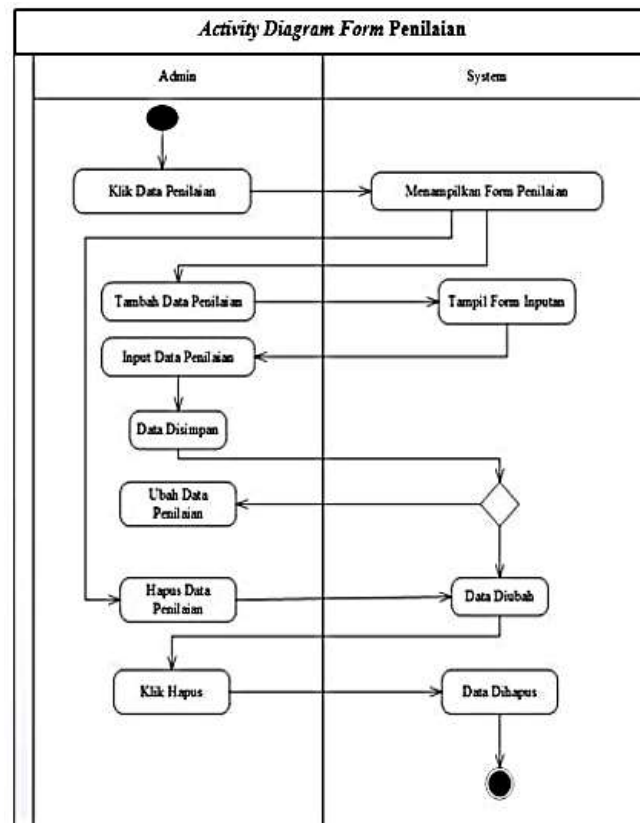 Activity Diagram Form Penilaian
Admin
System
Klik Data Penilaian
Menampilkan Form Penilaian
Tambah Data Penilaian
Tampil Form Inputan
Input Data Penilaian
Data Disimpan
Ubah Data
Penilaian
Hapus Data
Penilaian
Data Diubah
Klik Hapus
Data Dihapus